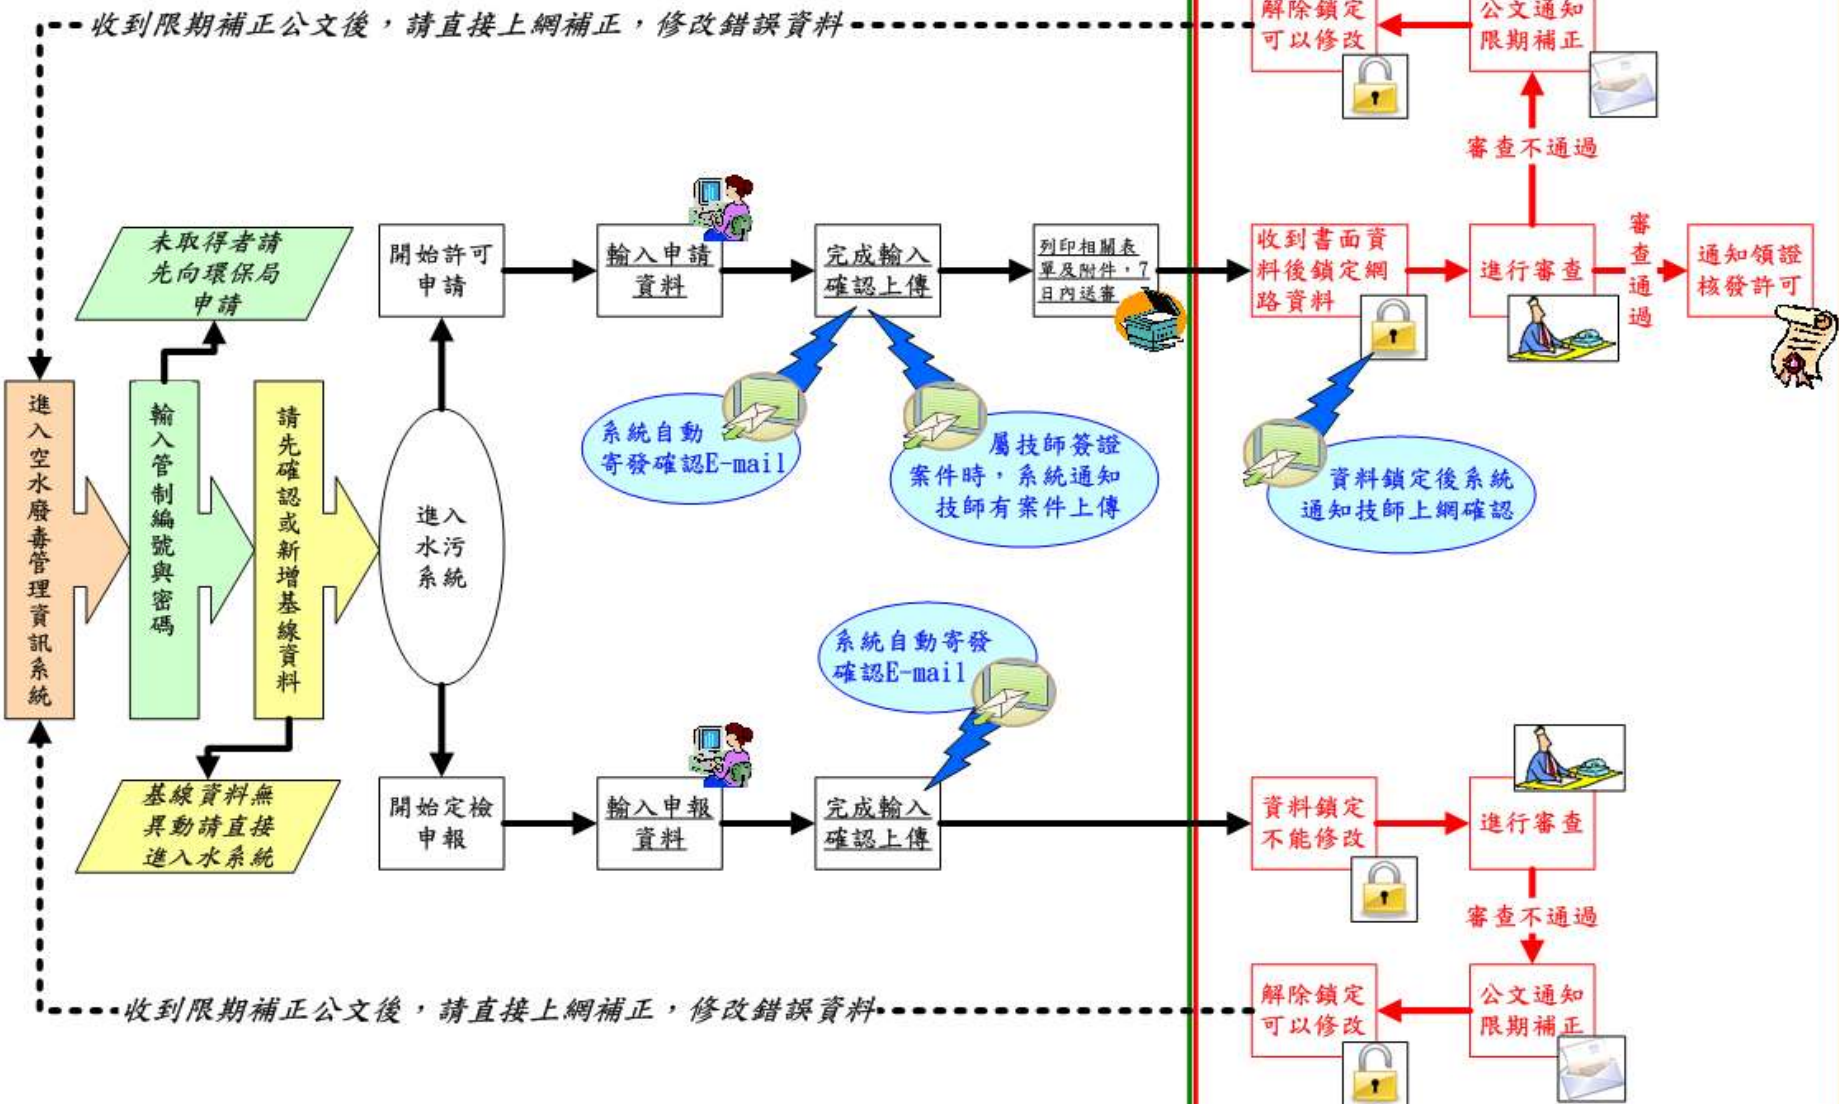 收到限期補正公文後，請直接上網補正，修改錯誤資料
解除鎖定
可以修改
公文通知
限期補正
審查不通過
未取得者請
先向環保局
申請
開始許可
申請
輸入申請
資料
完成輸入
確認上傳
列印相關表
單及附件，7
日內送審
收到書面資
料後鎖定網
路資料
進行審查
審查通過
通知領證
核發許可
系統自動
寄發確認E-mail
屬技師簽證
案件時，系統通知
技師有案件上傳
資料鎖定後系統
通知技師上網確認
進入空水廢毒管理資訊系統
輸入管制編號與密碼
請先確認或新增基線資料
進入
水污
系統
系統自動寄發
確認E-mail
基線資料無
異動請直接
進入水系統
開始定檢
申報
輸入申報
資料
完成輸入
確認上傳
資料鎖定
不能修改
進行審查
審查不通過
收到限期補正公文後，請直接上網補正，修改錯誤資料
解除鎖定
可以修改
公文通知
限期補正